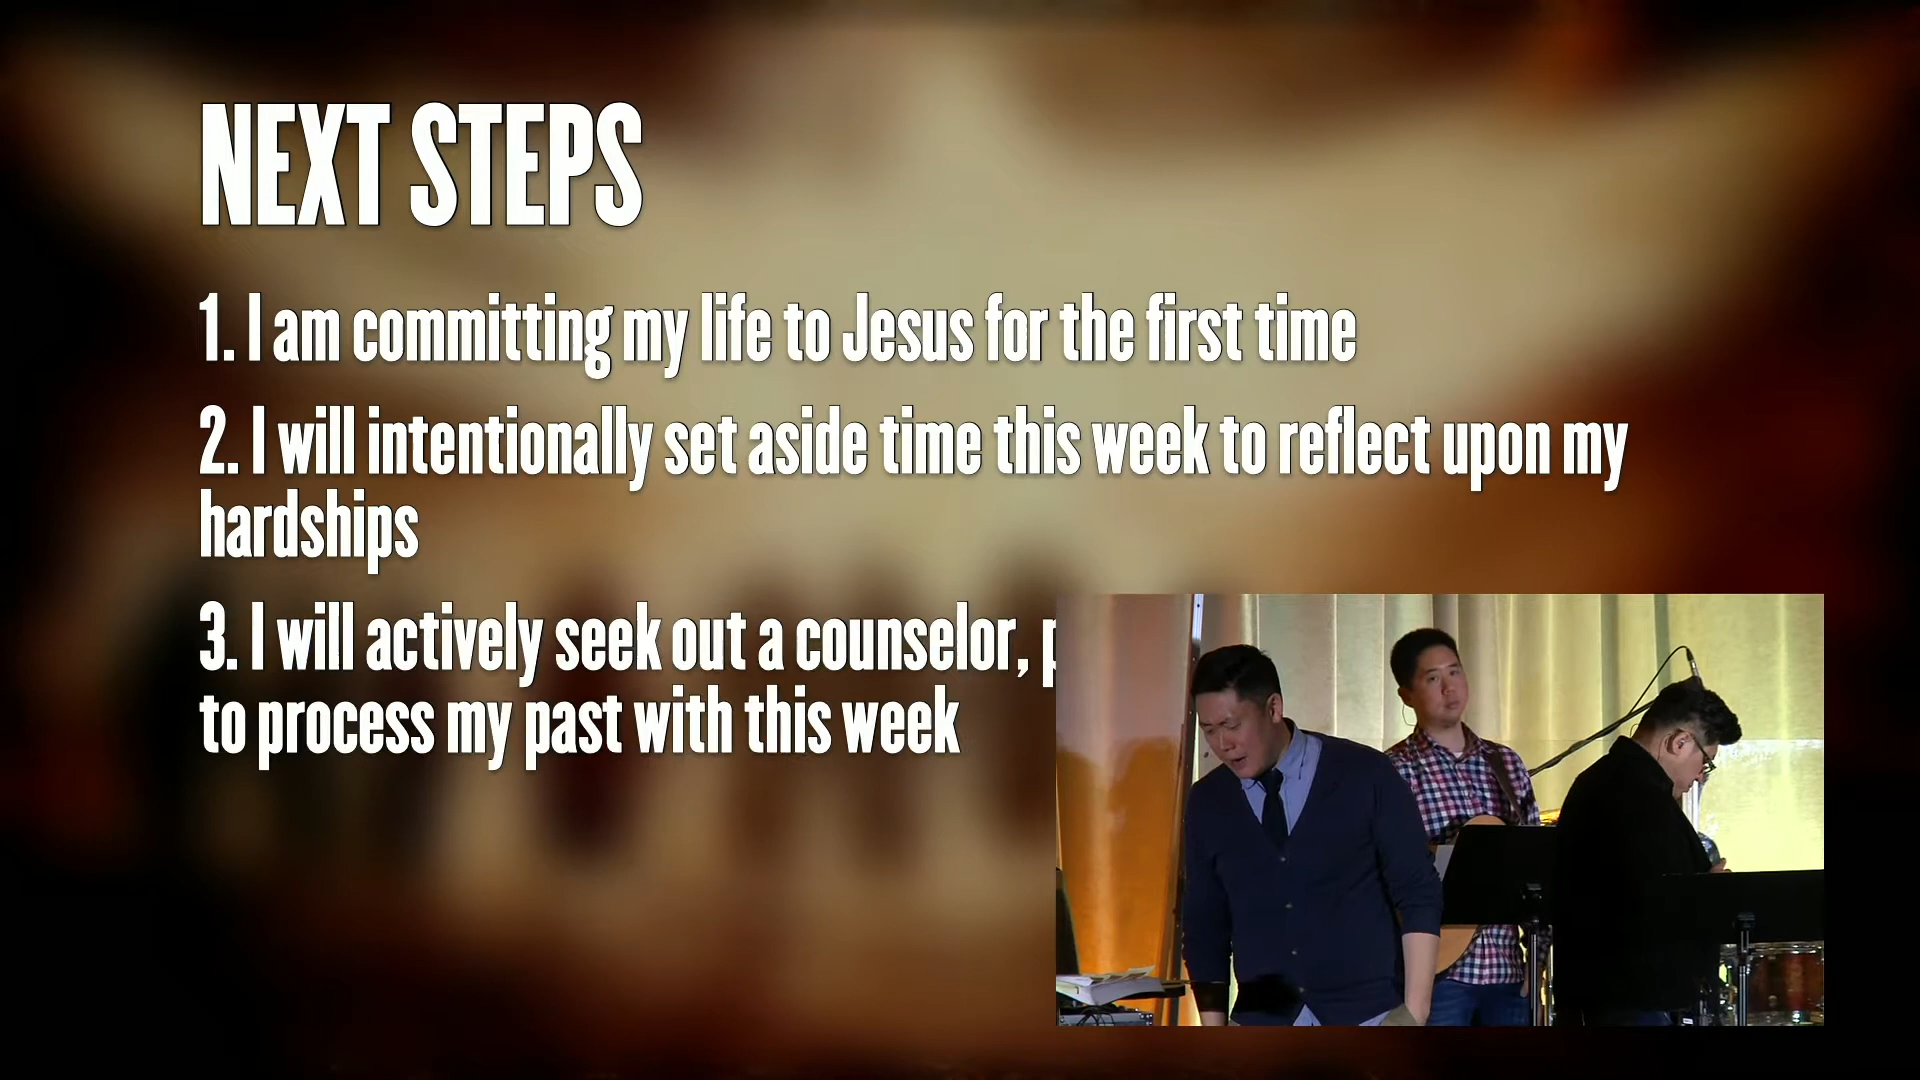 NEXT STEPS
1. I am committing my life to Jesus for the first time
2. I will intentionally set aside time this week to reflect upon my
hardships
3. I will actively seek out a counselor,
to process my past with this week